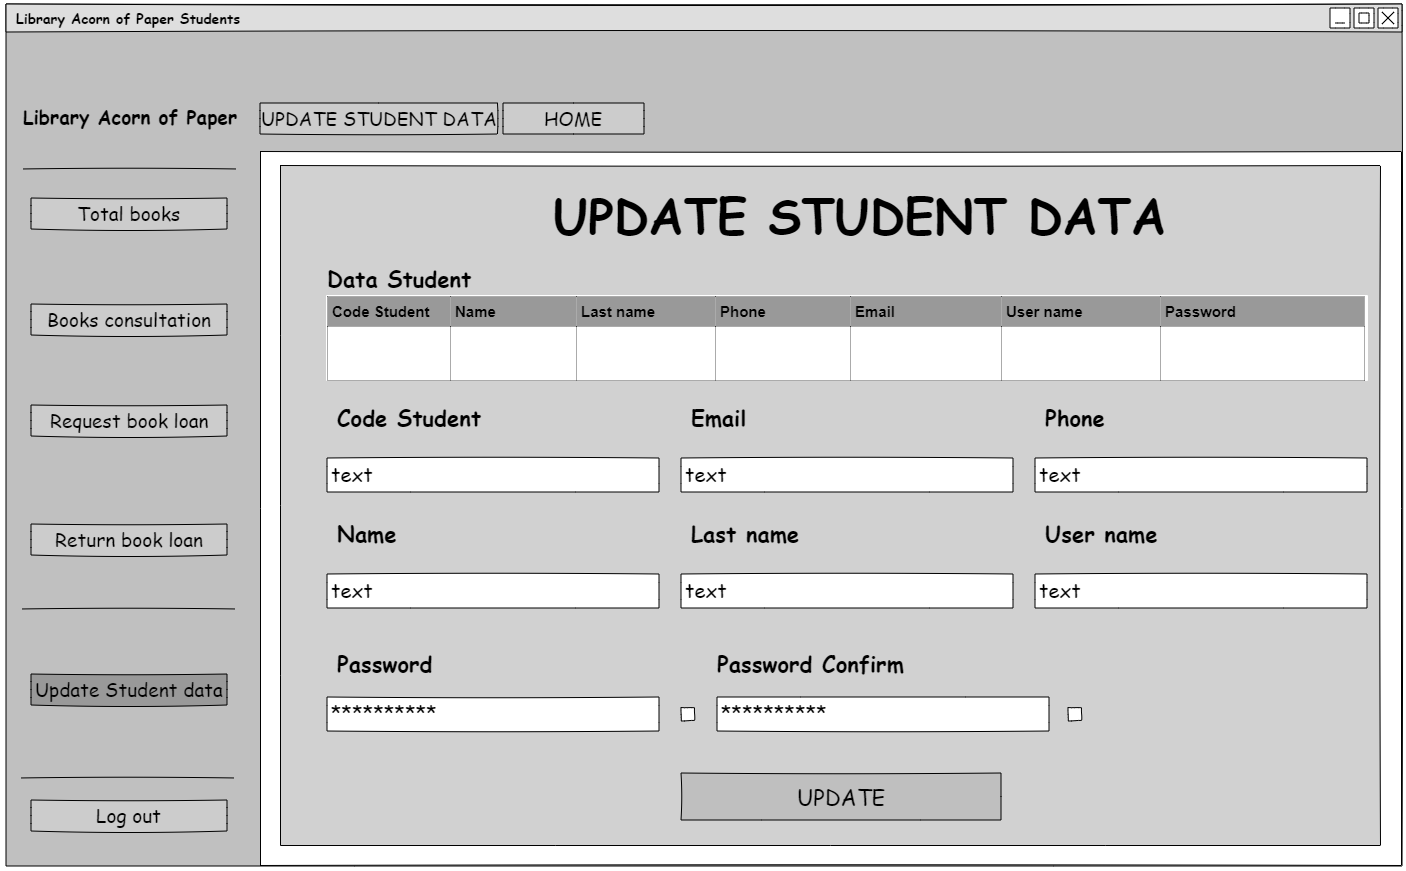 Library Acorn of Paper Students
Library Acorn of Paper
UPDATE STUDENT DATA
HOME
Total books
Books consultation
Request book loan
Return book loan
Update Student data
Log out
UPDATE STUDENT DATA
Data Student
Code Student Name Last name Phone Email User name Password
Code Student Email Phone
text text text
Name Last name User name
text text text
Password Password Confirm
********** **********
UPDATE